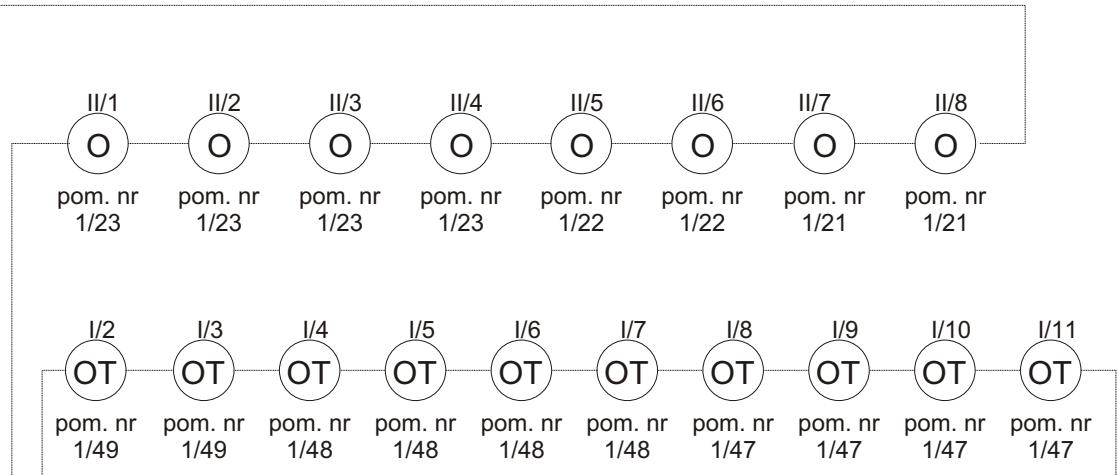 II/1 II/2 II/3 II/4 II/5 II/6 II/7 II/8
O O O O O O O O
pom. nr pom. nr pom. nr pom. nr pom. nr pom. nr pom. nr pom. nr
1/23 1/23 1/23 1/23 1/22 1/22 1/21 1/21
I/2 I/3 I/4 I/5 I/6 I/7 I/8 I/9 I/10 I/11
OT OT OT OT OT OT OT OT OT OT
pom. nr pom. nr pom. nr pom. nr pom. nr pom. nr pom. nr pom. nr pom. nr pom. nr
1/49 1/49 1/48 1/48 1/48 1/48 1/47 1/47 1/47 1/47